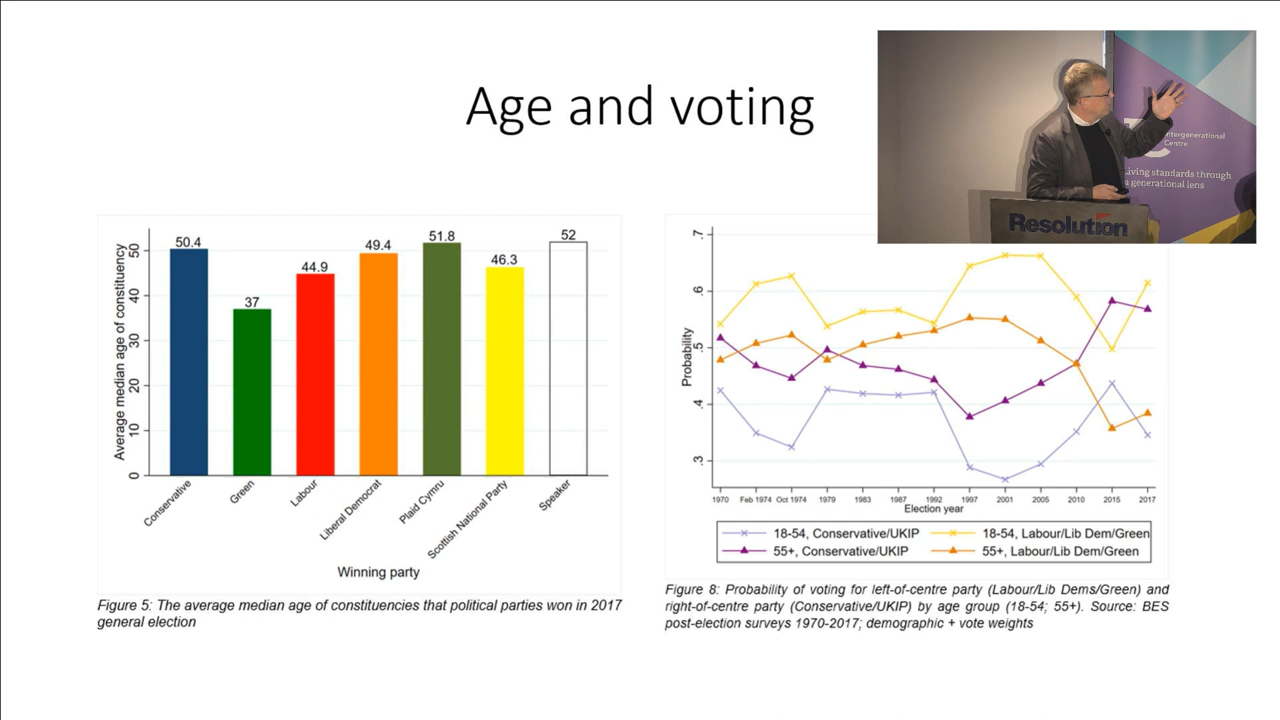 Age and voting
ntergenerational
Centre
Living standards through
a generational lens
Resolution
Average median age of constituency
50
40
30
20
10
0
50.4
37
44.9
49.4
51.8
46.3
52
Conservative
Green
Labour
Liberal Democrat
Plaid Cymru
Scottish National Party
Speaker
Winning party
Figure 5: The average median age of constituencies that political parties won in 2017
general election
Probability
.7
.6
.5
.4
.3
1970
Feb 1974
Oct 1974
1979
1983
1987
1992
1997
2001
2005
2010
2015
2017
Election year
18-54, Conservative/UKIP
18-54, Labour/Lib Dem/Green
55+, Conservative/UKIP
55+, Labour/Lib Dem/Green
Figure 8: Probability of voting for left-of-centre party (Labour/Lib Dems/Green) and
right-of-centre party (Conservative/UKIP) by age group (18-54; 55+). Source: BES
post-election surveys 1970-2017; demographic + vote weights